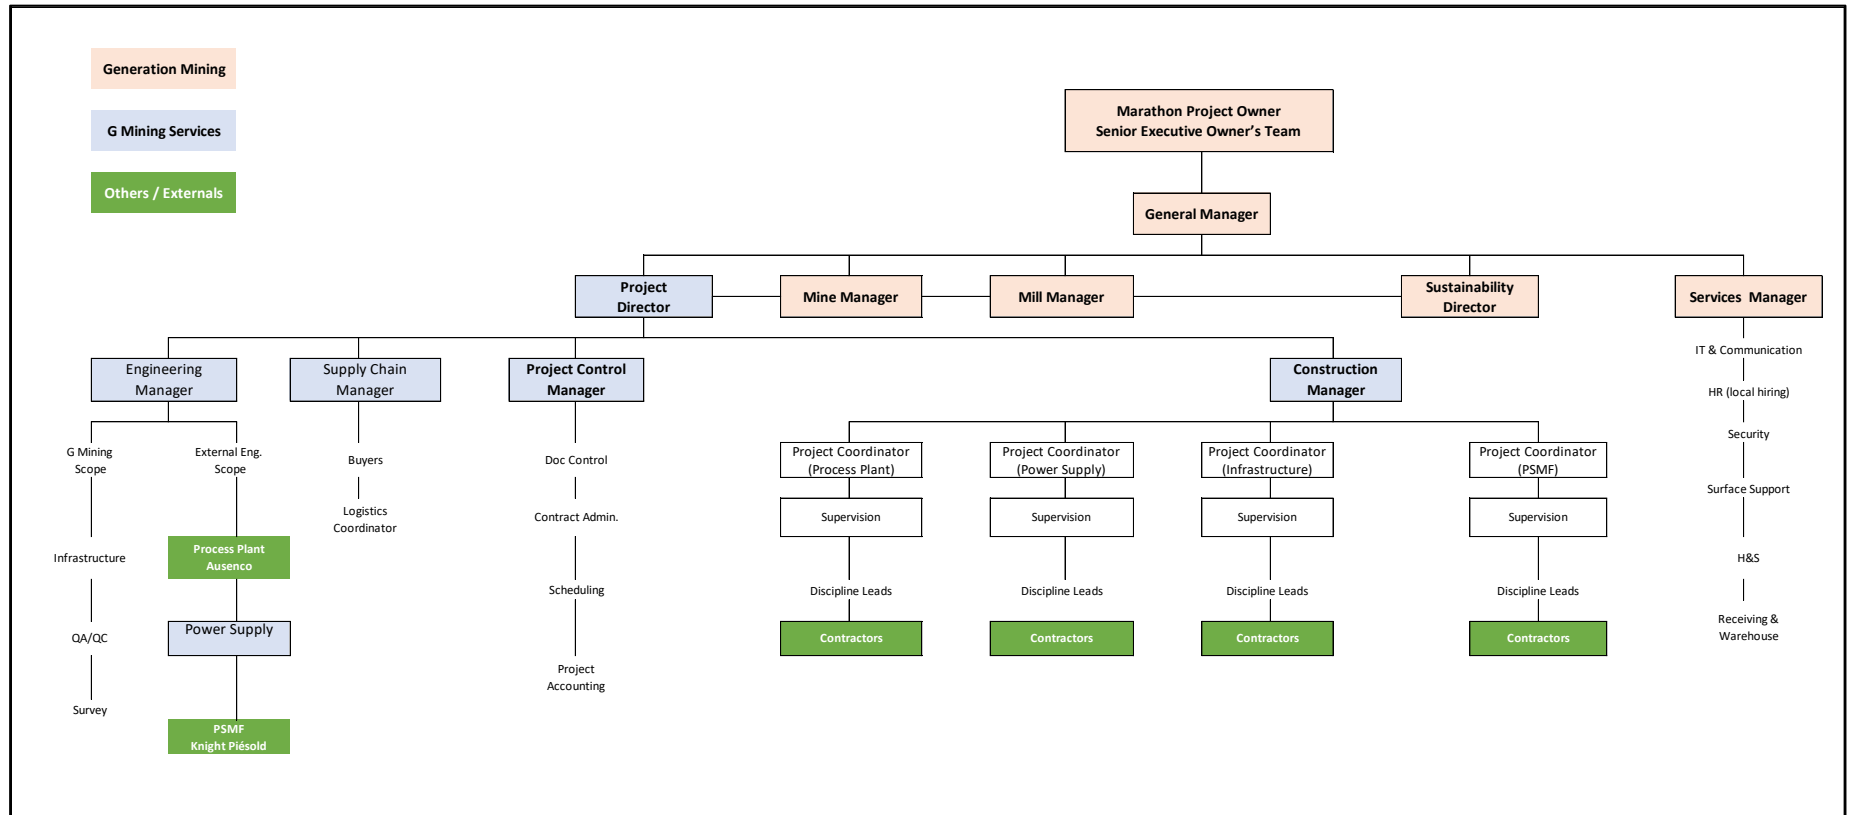 Generation Mining
G Mining Services
Others / Externals
Marathon Project Owner
Senior Executive Owner's Team
General Manager
Project
Director
Mine Manager
Mill Manager
Sustainability
Director
Services  Manager
Engineering
Manager
Supply Chain
Manager
Project Control
Manager
Construction
Manager
G Mining
Scope
Infrastructure
QA/QC
Survey
External Eng.
Scope
Process Plant
Ausenco
Power Supply
PSMF
Knight Piésold
Buyers
Logistics
Coordinator
Doc Control
Contract Admin.
Scheduling
Project
Accounting
Project Coordinator
(Process Plant)
Supervision
Discipline Leads
Contractors
Project Coordinator
(Power Supply)
Supervision
Discipline Leads
Contractors
Project Coordinator
(Infrastructure)
Supervision
Discipline Leads
Contractors
Project Coordinator
(PSMF)
Supervision
Discipline Leads
Contractors
IT & Communication
HR (local hiring)
Security
Surface Support
H&S
Receiving &
Warehouse